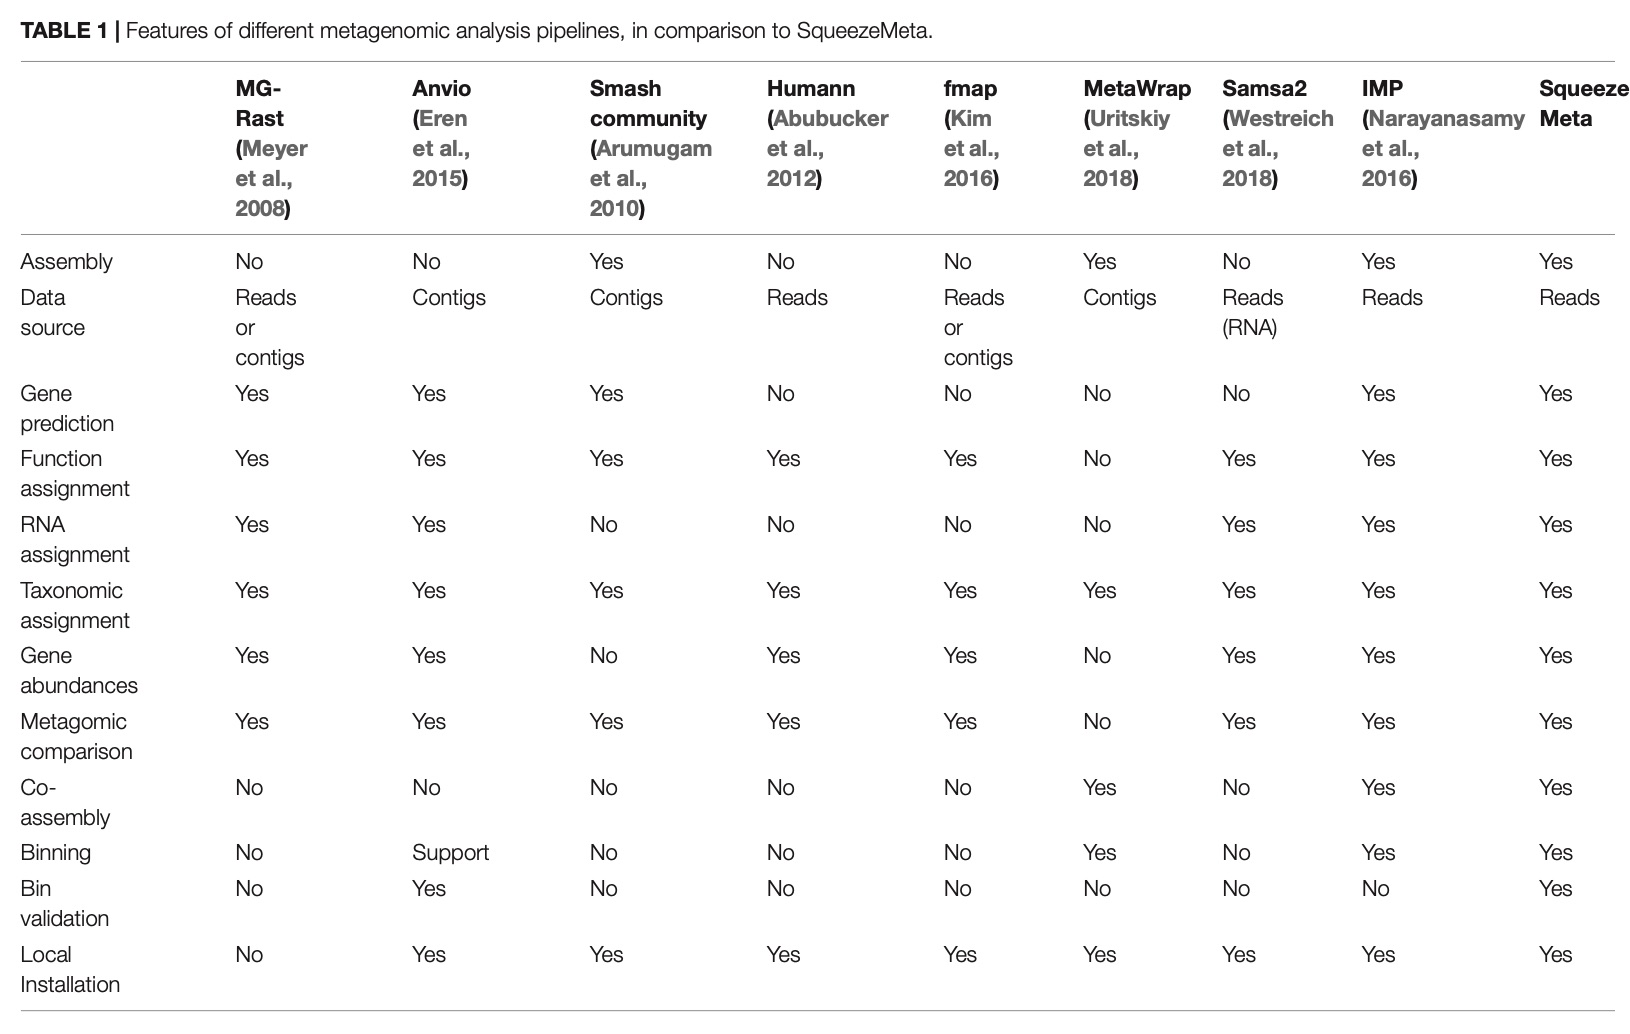 TABLE 1 | Features of different metagenomic analysis pipelines, in comparison to SqueezeMeta.
MG- Anvio Smash Humann fmap MetaWrap Samsa2 IMP Squeeze
Rast (Eren community (Abubucker (Kim (Uritskiy (Westreich (Narayanasamy Meta
(Meyer et al., (Arumugam et al., et al., et al., et al., et al.,
et al., 2015) et al., 2012) 2016) 2018) 2018) 2016)
2008) 2010)
Assembly No No Yes No No Yes No Yes Yes
Data Reads Contigs Contigs Reads Reads Contigs Reads Reads Reads
source or or (RNA)
contigs contigs
Gene Yes Yes Yes No No No No Yes Yes
prediction
Function Yes Yes Yes Yes Yes No Yes Yes Yes
assignment
RNA Yes Yes No No No No Yes Yes Yes
assignment
Taxonomic Yes Yes Yes Yes Yes Yes Yes Yes Yes
assignment
Gene Yes Yes No Yes Yes No Yes Yes Yes
abundances
Metagomic Yes Yes Yes Yes Yes No Yes Yes Yes
comparison
Co- No No No No No Yes No Yes Yes
assembly
Binning No Support No No No Yes No Yes Yes
Bin No Yes No No No No No No Yes
validation
Local No Yes Yes Yes Yes Yes Yes Yes Yes
Installation